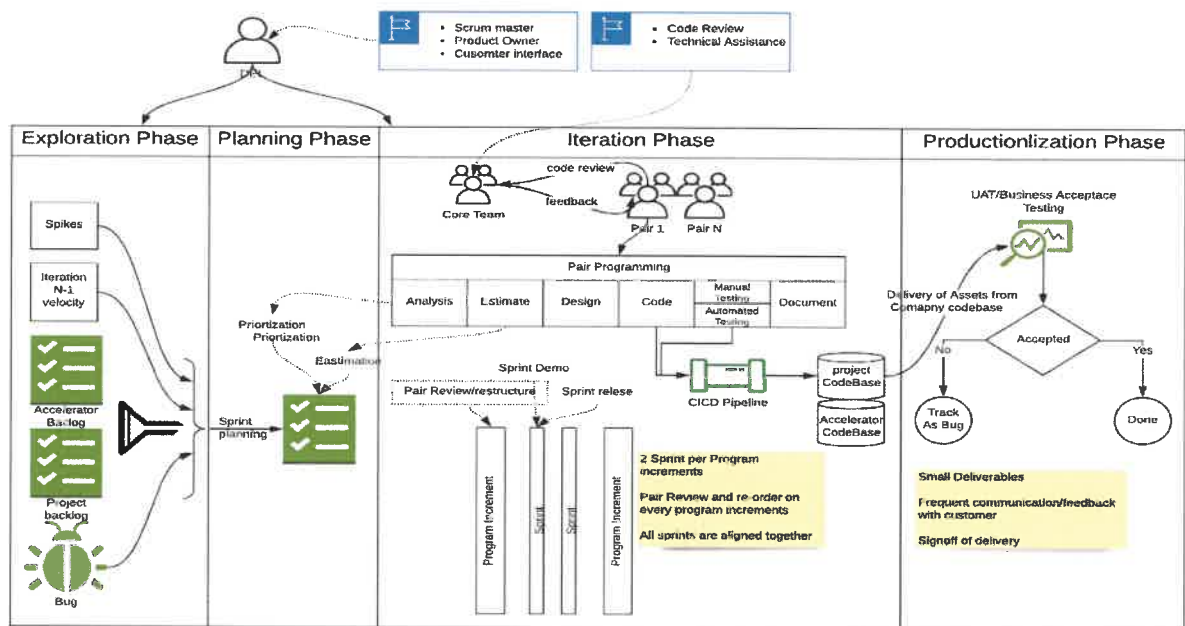 Scrum master
Product Owner
Cusomter interface
Code Review
Technical Assistance
Exploration Phase
Planning Phase
Iteration Phase
Productionlization Phase
Spikes
Iteration
N-1
velocity
Accelerator
Backlog
Project
backlog
Bug
Sprint
planning
Priortization
Priortization
Eastimation
Core Team
code review
feedback
Pair 1
Pair N
Pair Programming
Analysis
Estimate
Design
Code
Manual
Testing
Automated
Testing
Document
Sprint Demo
Pair Review/restructure
Sprint relese
CICD Pipeline
project
CodeBase
Accelerator
CodeBase
Program Increment
Sprint
Sprint
Program Increment
2 Sprint per Program
increments
Pair Review and re-order on
every program increments
All sprints are aligned together
UAT/Business Acceptace
Testing
Delivery of Assets from
Comapny codebase
Accepted
No
Yes
Track
As Bug
Done
Small Deliverables
Frequent communication/feedback
with customer
Signoff of delivery